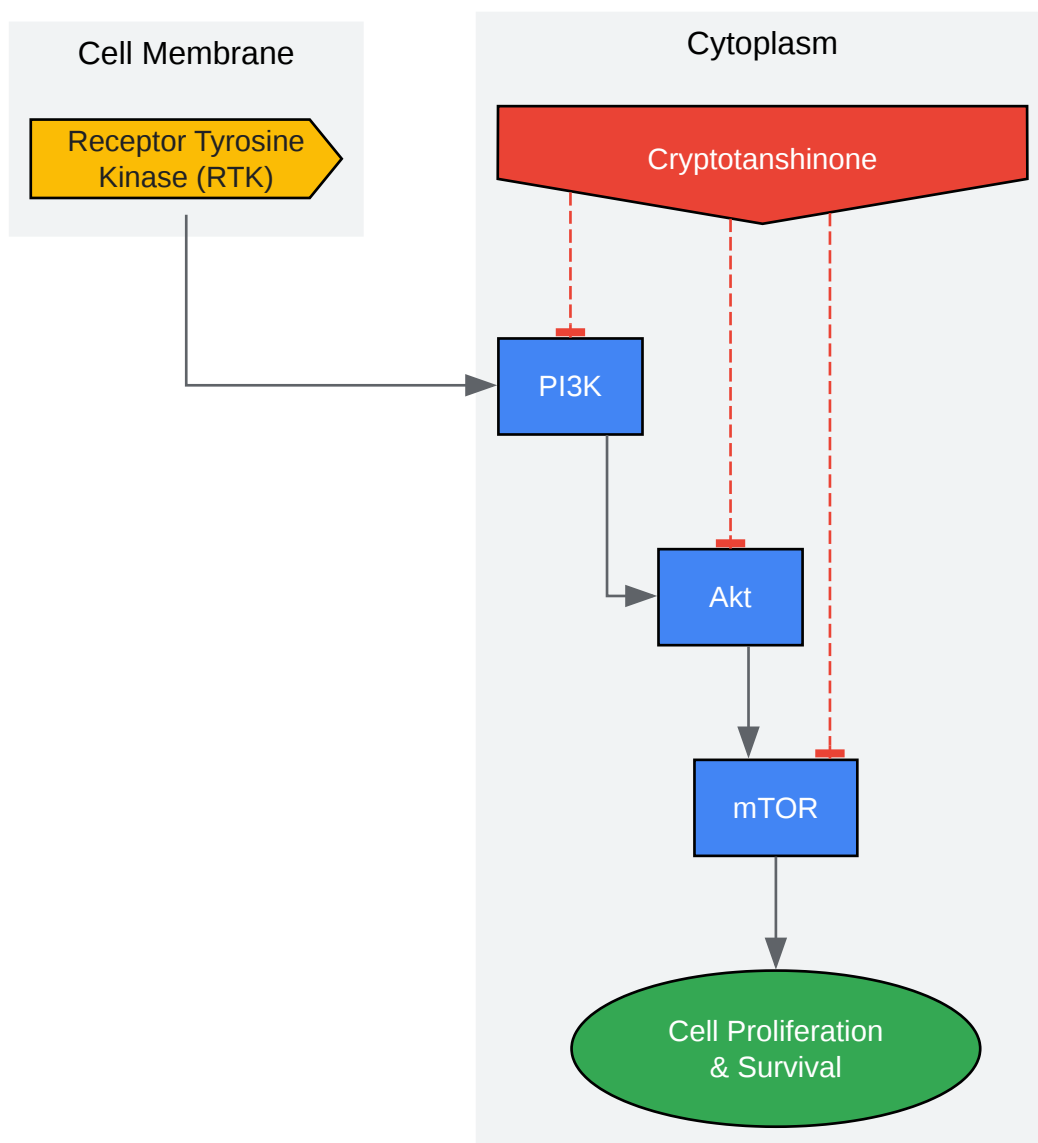 Cell Membrane
Cytoplasm
Receptor Tyrosine
Kinase (RTK)
Cryptotanshinone
PI3K
Akt
mTOR
Cell Proliferation
& Survival